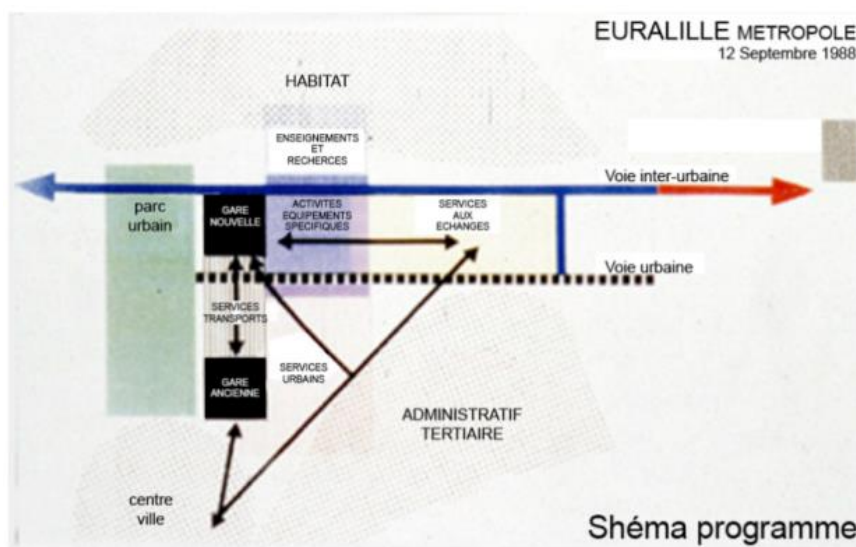 EURALILLE METROPOLE
12 Septembre 1988
HABITAT
ENSEIGNEMENTS
ET
RECHERCES
Voie inter-urbaine
parc
urbain
GARE
NOUVELLE
ACTIVITES
EQUIPEMENTS
SPECIFIQUES
SERVICES
AUX
ECHANGES
Voie urbaine
SERVICES
TRANSPORTS
GARE
ANCIENNE
SERVICES
URBAINS
ADMINISTRATIF
TERTIAIRE
centre
ville
Shéma programme